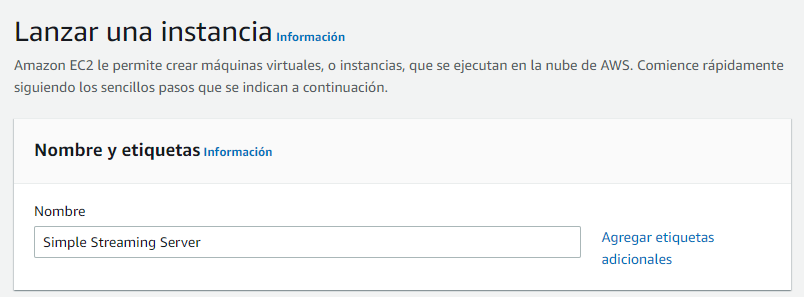 Lanzar una instancia Información
Amazon EC2 le permite crear máquinas virtuales, o instancias, que se ejecutan en la nube de AWS. Comience rápidamente
siguiendo los sencillos pasos que se indican a continuación.
Nombre y etiquetas Información
Nombre
Simple Streaming Server
Agregar etiquetas
adicionales